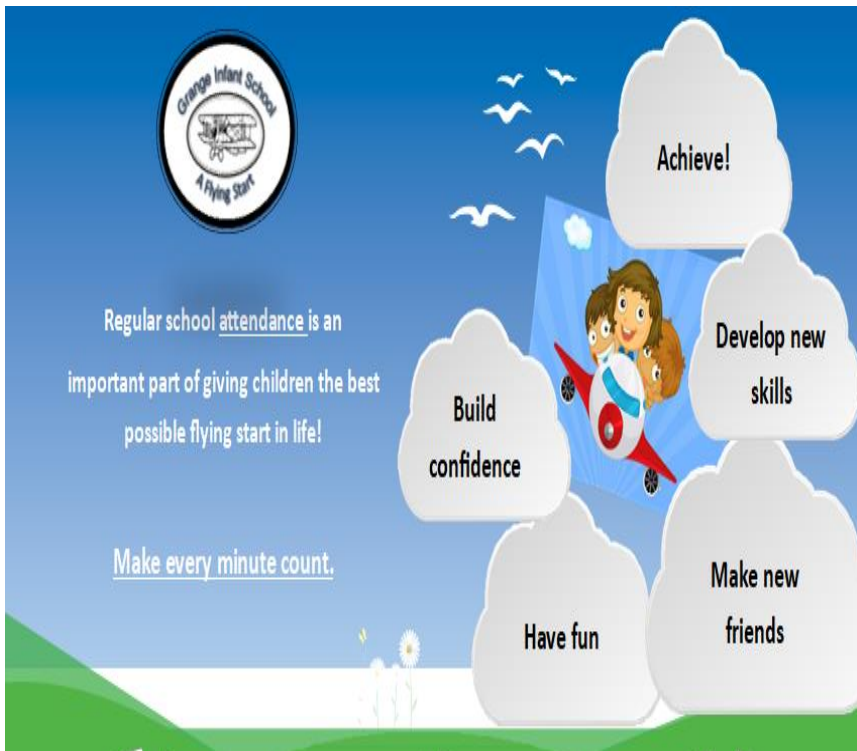 Grange Infant School
A Flying Start
Regular school attendance is an
important part of giving children the best
possible flying start in life!
Make every minute count.
Achieve!
Develop new
skills
Build
confidence
Make new
friends
Have fun